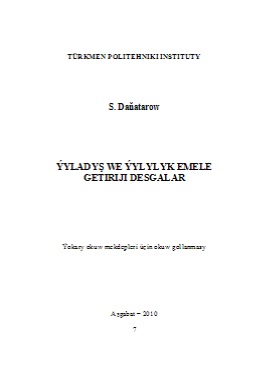 TÜRKMEN POLITEHNIKI INSTITUTY
S. Daňatarow
ÝYLADYŞ WE ÝYLYLYK EMELE
GETIRIJI DESGALAR
Ýokary okuw mekdepleri üçin okuw gollanmasy
Aşgabat – 2010
7